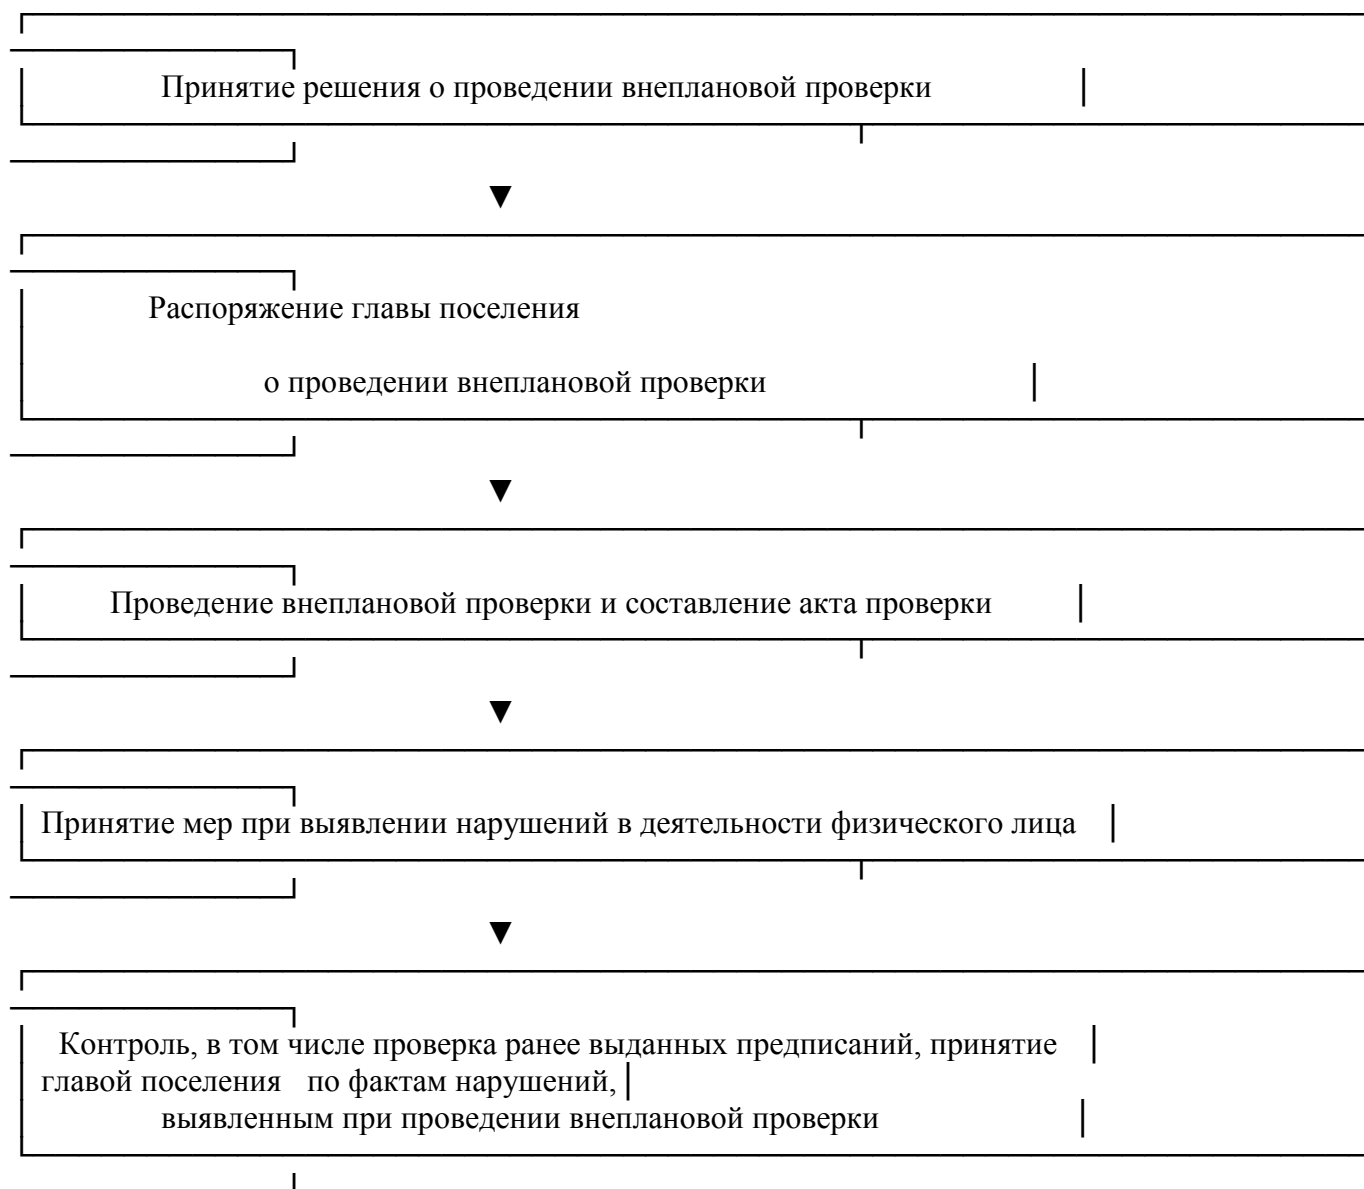 Принятие решения о проведении внеплановой проверки
▼
Распоряжение главы поселения
о проведении внеплановой проверки
▼
Проведение внеплановой проверки и составление акта проверки
▼
Принятие мер при выявлении нарушений в деятельности физического лица
▼
Контроль, в том числе проверка ранее выданных предписаний, принятие
главой поселения по фактам нарушений,
выявленным при проведении внеплановой проверки